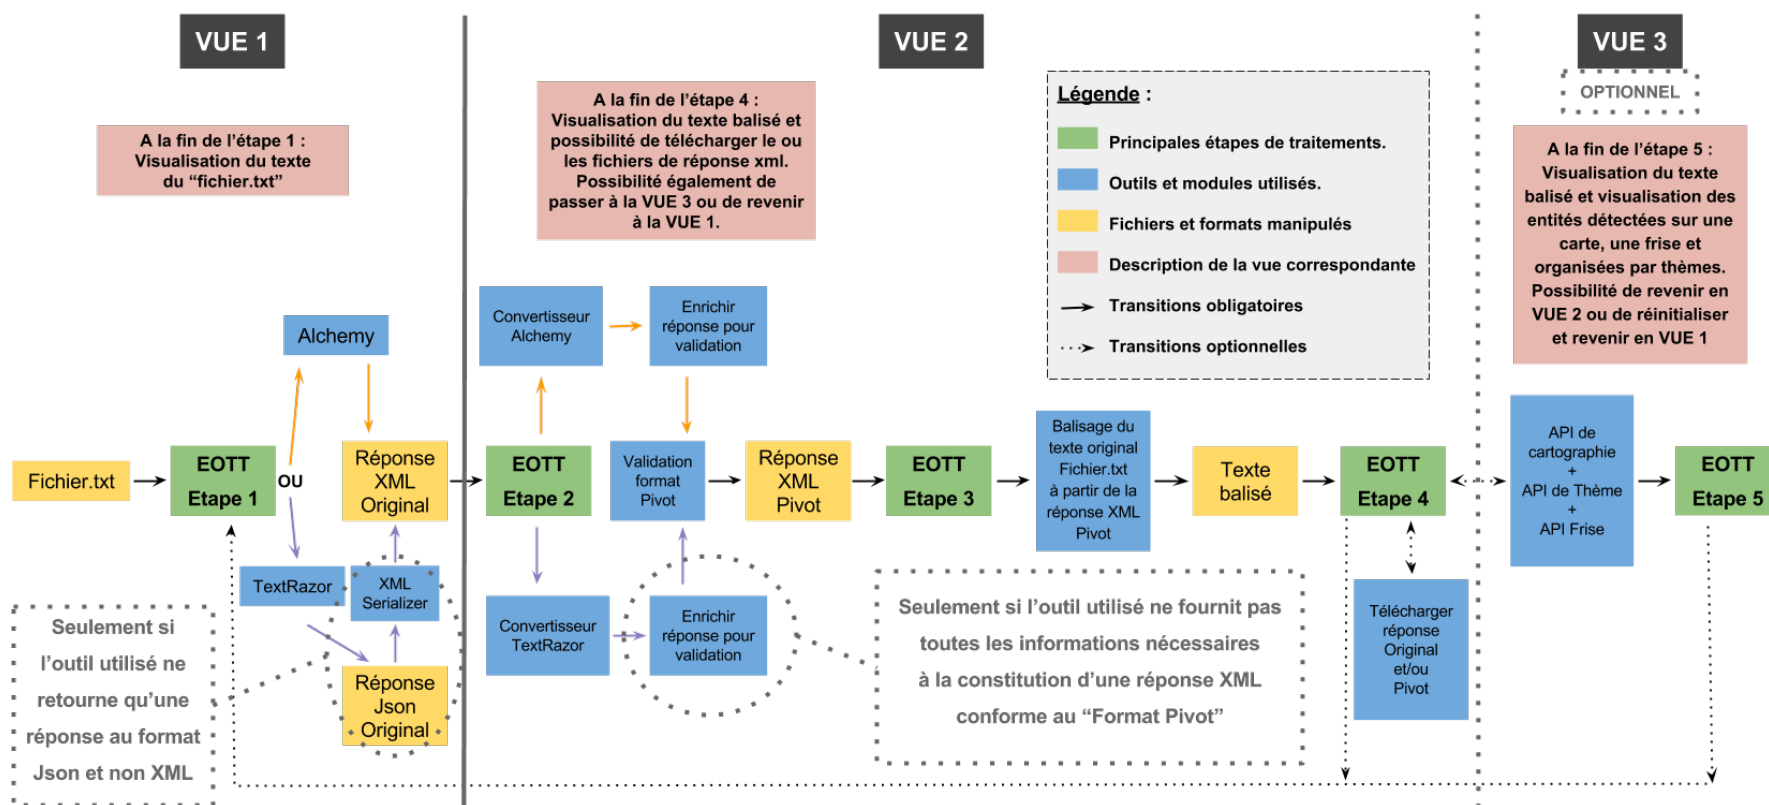 VUE 1
VUE 2
VUE 3
OPTIONNEL
A la fin de l'étape 1 :
Visualisation du texte
du “fichier.txt”
A la fin de l'étape 4 :
Visualisation du texte balisé et
possibilité de télécharger le ou
les fichiers de réponse xml.
Possibilité également de
passer à la VUE 3 ou de revenir
à la VUE 1.
Légende :
Principales étapes de traitements.
Outils et modules utilisés.
Fichiers et formats manipulés
Description de la vue correspondante
Transitions obligatoires
Transitions optionnelles
A la fin de l'étape 5 :
Visualisation du texte
balisé et visualisation des
entités détectées sur une
carte, une frise et
organisées par thèmes.
Possibilité de revenir en
VUE 2 ou de réinitialiser
et revenir en VUE 1
Alchemy
Convertisseur
Alchemy
Enrichir
réponse pour
validation
Fichier.txt
EOTT
Etape 1
OU
Réponse
XML
Original
EOTT
Etape 2
Validation
format
Pivot
Réponse
XML
Pivot
EOTT
Etape 3
Balisage du
texte original
Fichier.txt
à partir de la
réponse XML
Pivot
Texte
balisé
EOTT
Etape 4
API de
cartographie
+
API de Thème
+
API Frise
EOTT
Etape 5
TextRazor
XML
Serializer
Réponse
Json
Original
Convertisseur
TextRazor
Enrichir
réponse pour
validation
Télécharger
réponse
Original
et/ou
Pivot
Seulement si
l'outil utilisé ne
retourne qu'une
réponse au format
Json et non XML
Seulement si l'outil utilisé ne fournit pas
toutes les informations nécessaires
à la constitution d'une réponse XML
conforme au “Format Pivot”